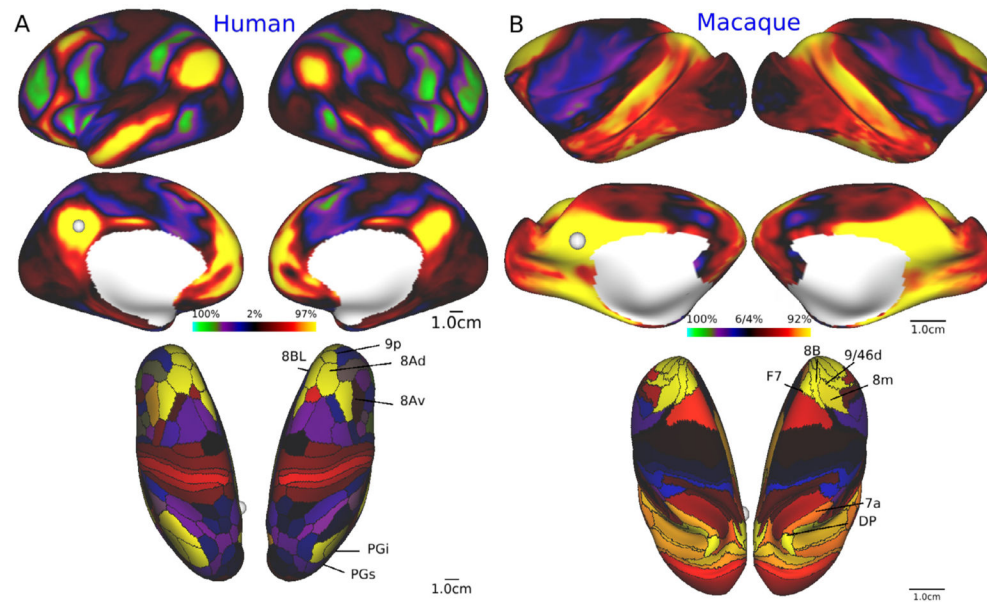 A Human
B Macaque
100% 2% 97%
1.0cm
100% 6/4% 92%
1.0cm
9p
8BL
8Ad
8Av
PGi
PGs
1.0cm
8B
9/46d
F7
8m
7a
DP
1.0cm